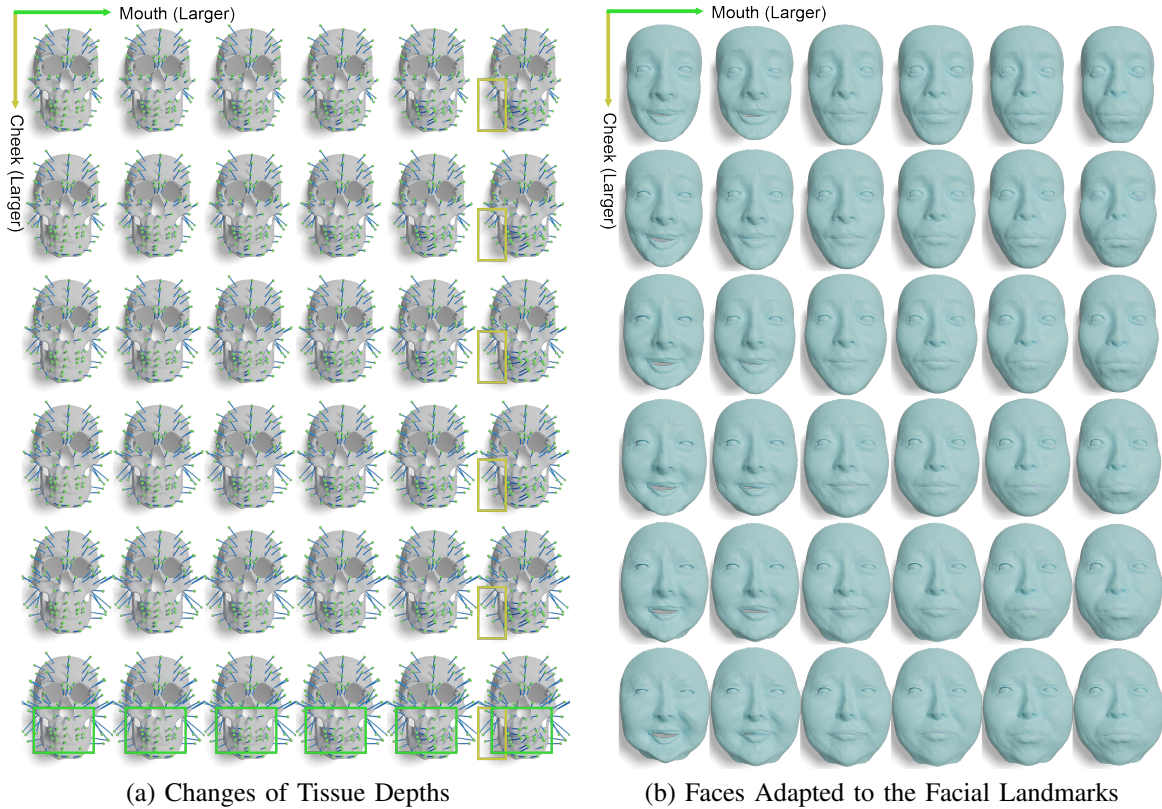 Mouth (Larger)
Cheek (Larger)
Mouth (Larger)
Cheek (Larger)
(a) Changes of Tissue Depths
(b) Faces Adapted to the Facial Landmarks